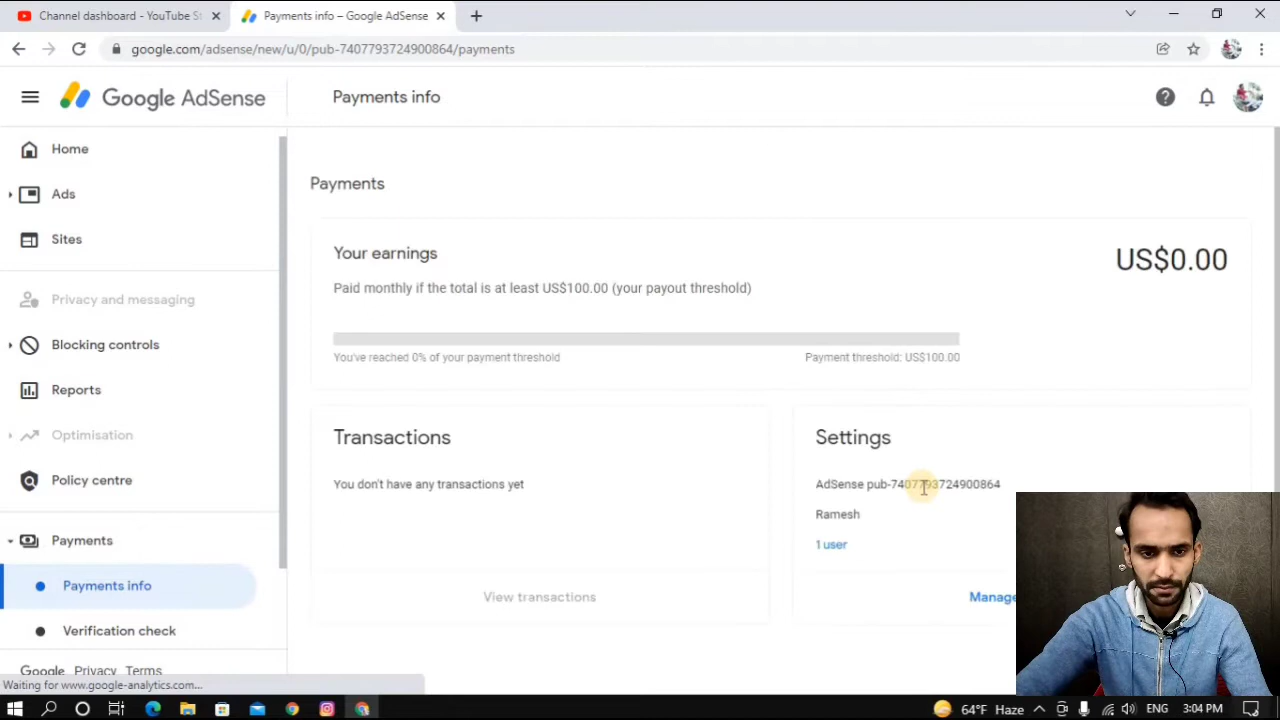 Channel dashboard - YouTube St
Payments info – Google AdSense
google.com/adsense/new/u/0/pub-7407793724900864/payments
Google AdSense
Payments info
Home
Ads
Sites
Privacy and messaging
Blocking controls
Reports
Optimisation
Policy centre
Payments
Payments info
Verification check
Google Privacy Terms
Payments
Your earnings
US$0.00
Paid monthly if the total is at least US$100.00 (your payout threshold)
You've reached 0% of your payment threshold
Payment threshold: US$100.00
Transactions
You don't have any transactions yet
View transactions
Settings
AdSense pub-7407793724900864
Ramesh
1 user
Manage
Waiting for www.google-analytics.com...
64°F Haze
ENG
3:04 PM